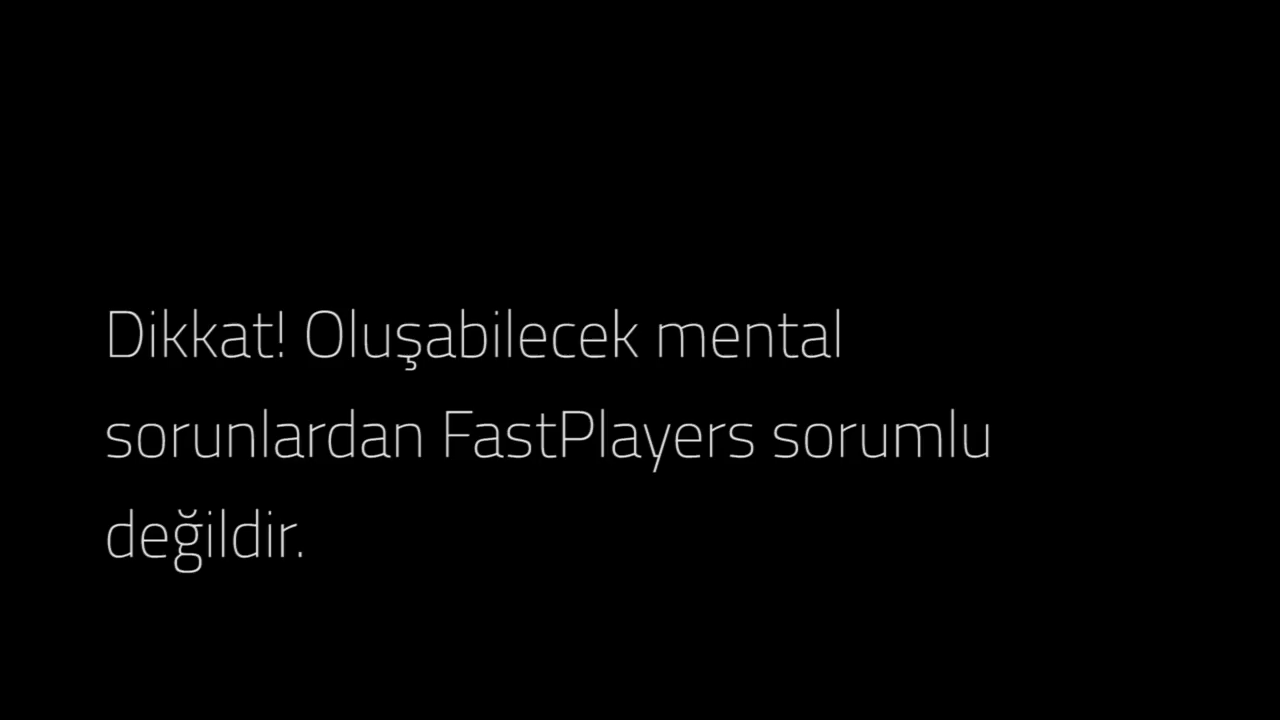 Dikkat! Oluşabilecek mental
sorunlardan FastPlayers sorumlu
değildir.